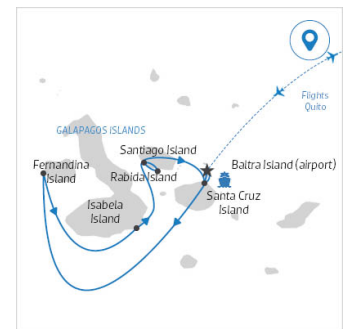 Flights
Quito
GALAPAGOS ISLANDS
Santiago Island
Fernandina
Island
Rabida Island
Baltra Island (airport)
Isabela
Island
Santa Cruz
Island